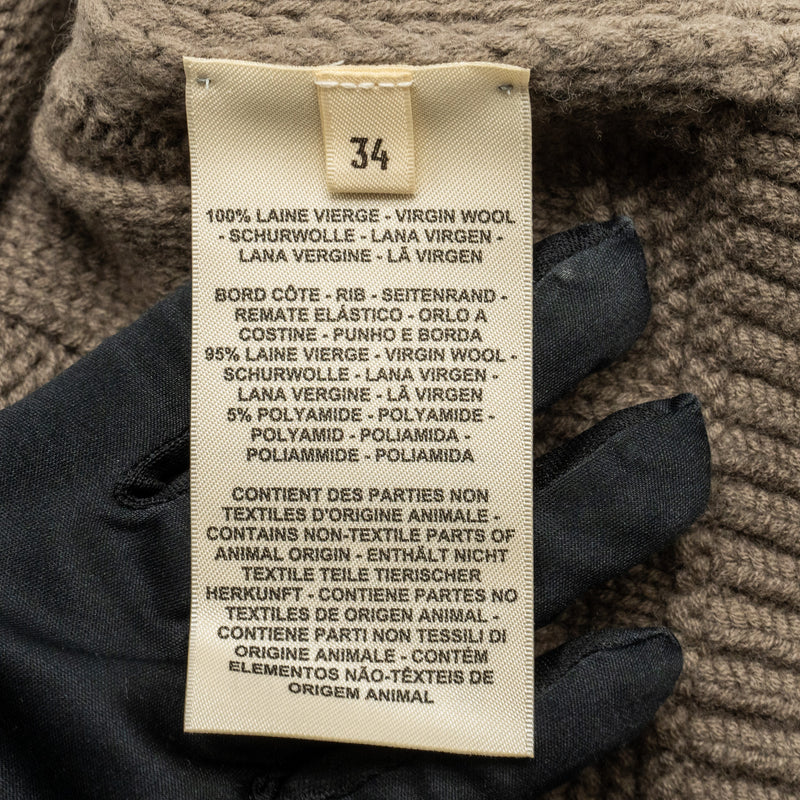 34
100% LAINE VIERGE - VIRGIN WOOL
- SCHURWOLLE - LANA VIRGEN -
LANA VERGINE - LÃ VIRGEN
BORD CÔTE - RIB - SEITENRAND -
REMATE ELÁSTICO - ORLO A
COSTINE - PUNHO E BORDA
95% LAINE VIERGE - VIRGIN WOOL -
SCHURWOLLE - LANA VIRGEN -
LANA VERGINE - LÃ VIRGEN
5% POLYAMIDE - POLYAMIDE -
POLYAMID - POLIAMIDA -
POLIAMMIDE - POLIAMIDA
CONTIENT DES PARTIES NON
TEXTILES D'ORIGINE ANIMALE -
CONTAINS NON-TEXTILE PARTS OF
ANIMAL ORIGIN - ENTHÄLT NICHT
TEXTILE TEILE TIERISCHER
HERKUNFT - CONTIENE PARTES NO
TEXTILES DE ORIGEN ANIMAL -
CONTIENE PARTI NON TESSILI DI
ORIGINE ANIMALE - CONTÉM
ELEMENTOS NÃO-TÊXTEIS DE
ORIGEM ANIMAL